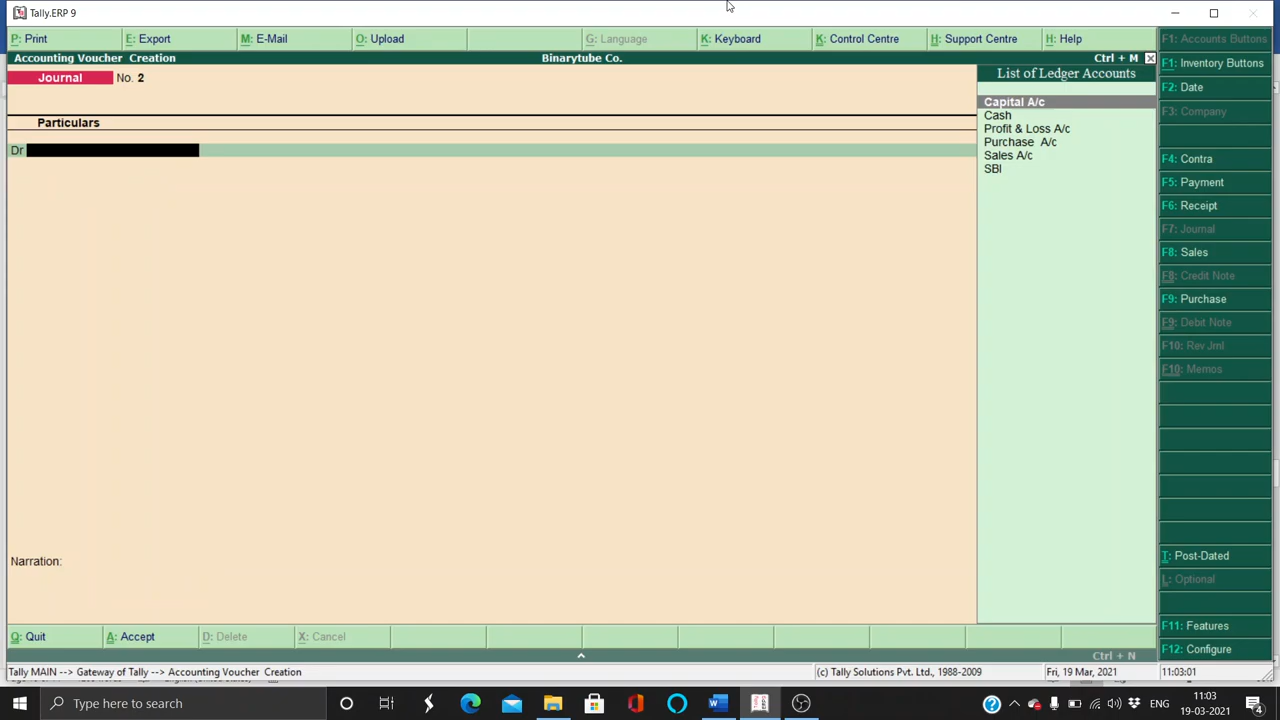 Tally.ERP 9
P: Print
E: Export
M: E-Mail
O: Upload
G: Language
K: Keyboard
K: Control Centre
H: Support Centre
H: Help
Accounting Voucher Creation
Binarytube Co.
Ctrl + M
Journal
No. 2
Particulars
Dr
Narration:
List of Ledger Accounts
Capital A/c
Cash
Profit & Loss A/c
Purchase A/c
Sales A/c
SBI
F1: Accounts Buttons
F1: Inventory Buttons
F2: Date
F3: Company
F4: Contra
F5: Payment
F6: Receipt
F7: Journal
F8: Sales
F8: Credit Note
F9: Purchase
F9: Debit Note
F10: Rev Jrnl
F10: Memos
T: Post-Dated
L: Optional
F11: Features
F12: Configure
Q: Quit
A: Accept
D: Delete
X: Cancel
Ctrl + N
Tally MAIN --> Gateway of Tally --> Accounting Voucher Creation
(c) Tally Solutions Pvt. Ltd., 1988-2009
Fri, 19 Mar, 2021
11:03:01
Type here to search
ENG
11:03
19-03-2021